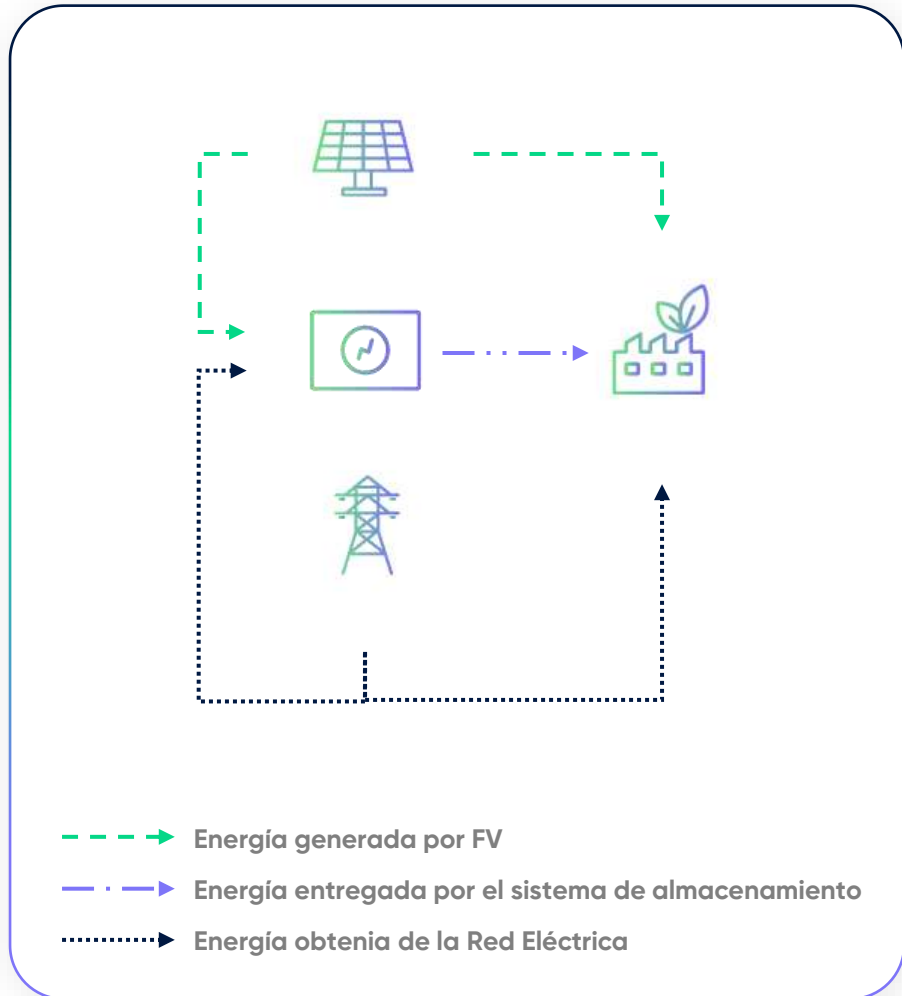 Energía generada por FV
Energía entregada por el sistema de almacenamiento
Energía obtenia de la Red Eléctrica